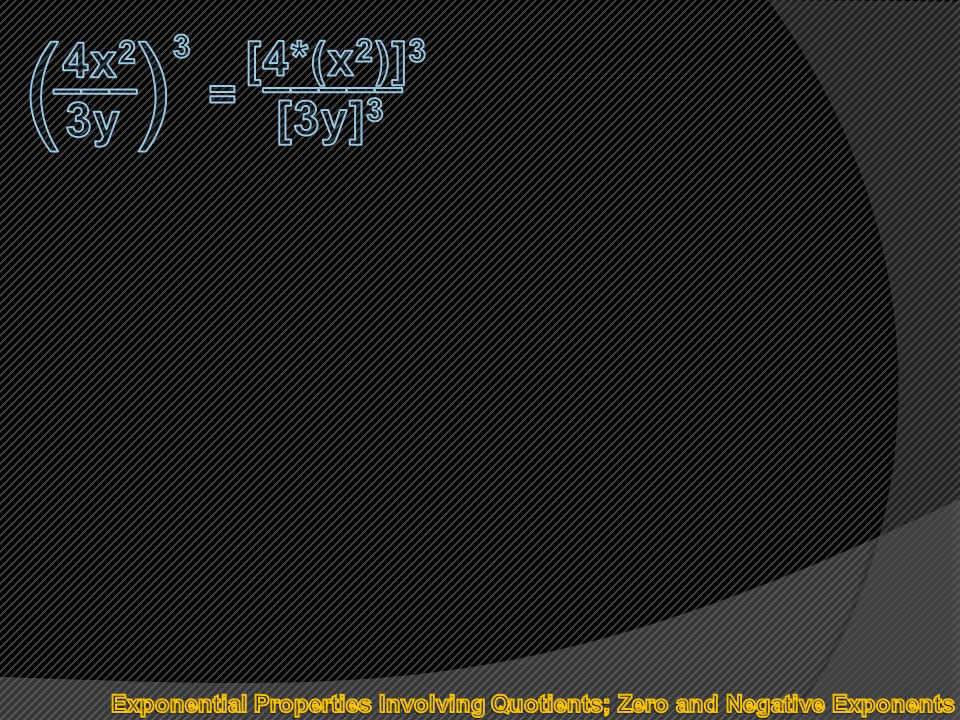 (4x²/3y)³ = [4*(x²)]³/[3y]³
Exponential Properties Involving Quotients; Zero and Negative Exponents